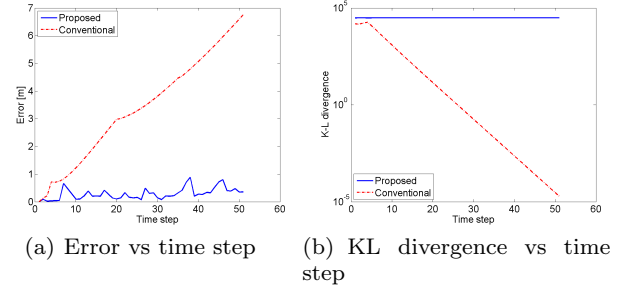 7
6
5
4
3
2
1
0
Error [m]
Proposed
Conventional
0 10 20 30 40 50 60
Time step
(a) Error vs time step
10^5
10^0
10^-5
K-L divergence
Proposed
Conventional
0 10 20 30 40 50 60
Time step
(b) KL divergence vs time
step